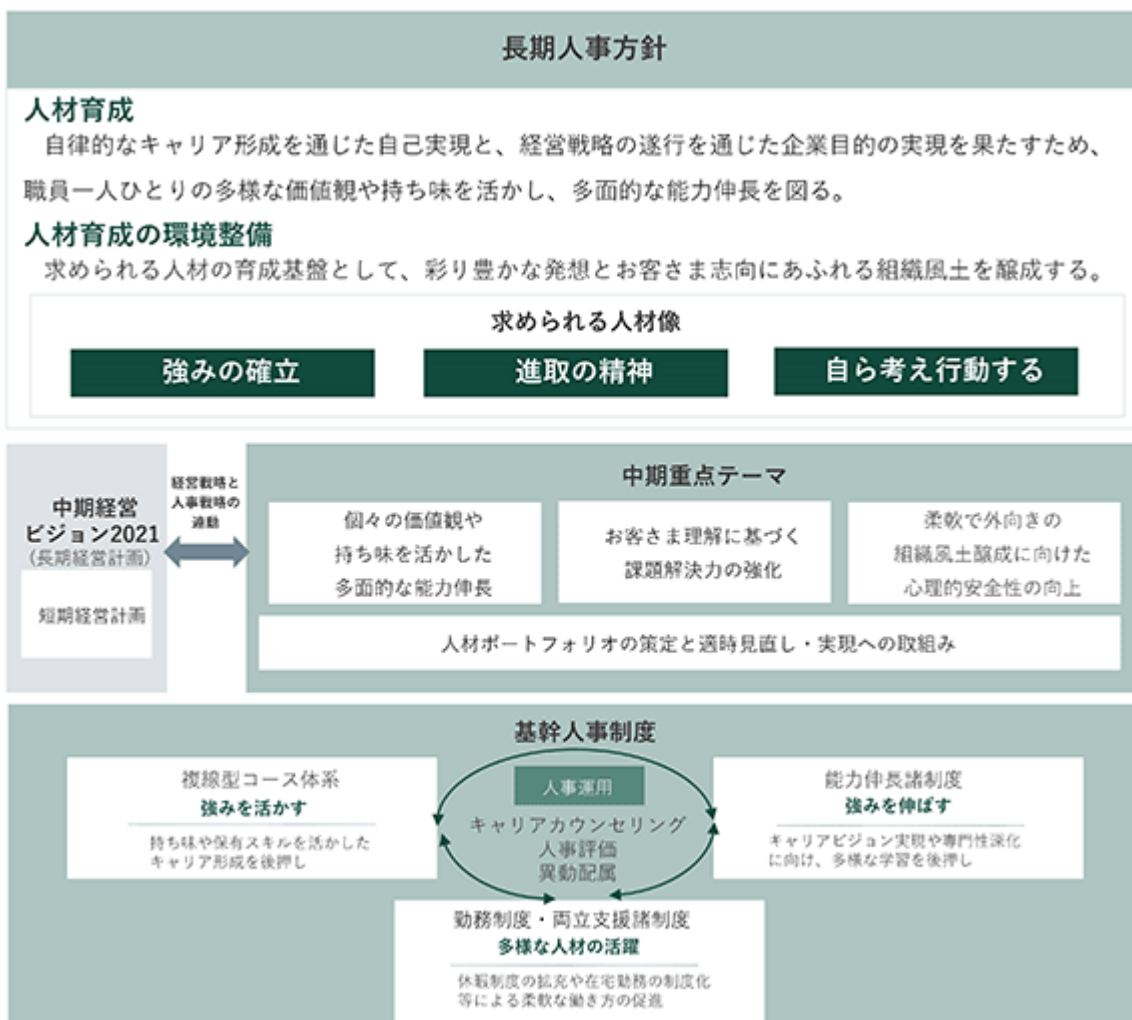 長期人事方針
人材育成
自律的なキャリア形成を通じた自己実現と、経営戦略の遂行を通じた企業目的の実現を果たすため、
職員一人ひとりの多様な価値観や持ち味を活かし、多面的な能力伸長を図る。
人材育成の環境整備
求められる人材の育成基盤として、彩り豊かな発想とお客さま志向にあふれる組織風土を醸成する。
求められる人材像
強みの確立
進取の精神
自ら考え行動する
中期経営
ビジョン2021
(長期経営計画)
短期経営計画
経営戦略と
人事戦略の
連動
中期重点テーマ
個々の価値観や
持ち味を活かした
多面的な能力伸長
お客さま理解に基づく
課題解決力の強化
柔軟で外向きの
組織風土醸成に向けた
心理的安全性の向上
人材ポートフォリオの策定と適時見直し・実現への取組み
基幹人事制度
複線型コース体系
強みを活かす
持ち味や保有スキルを活かした
キャリア形成を後押し
人事運用
キャリアカウンセリング
人事評価
異動配属
能力伸長諸制度
強みを伸ばす
キャリアビジョン実現や専門性深化
に向け、多様な学習を後押し
勤務制度・両立支援諸制度
多様な人材の活躍
休暇制度の拡充や在宅勤務の制度化
等による柔軟な働き方の促進